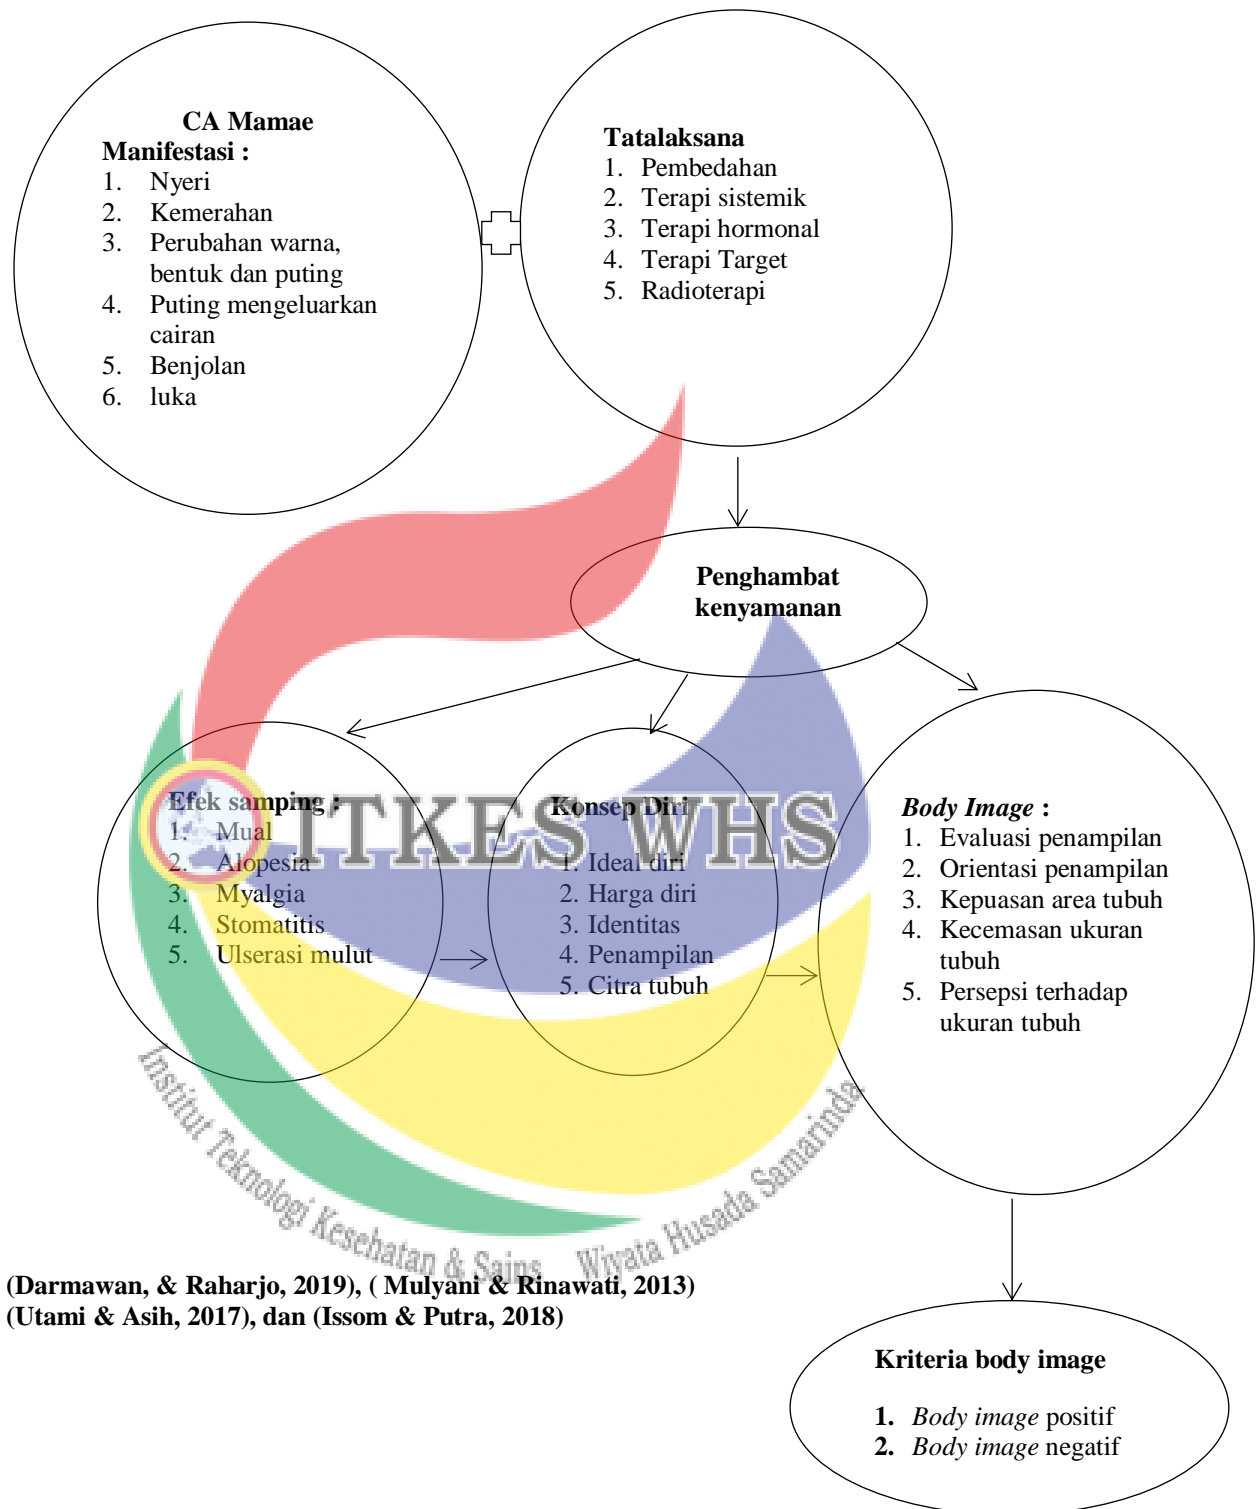 CA Mamae
Manifestasi :
1. Nyeri
2. Kemerahan
3. Perubahan warna,
bentuk dan puting
4. Puting mengeluarkan
cairan
5. Benjolan
6. luka
Tatalaksana
1. Pembedahan
2. Terapi sistemik
3. Terapi hormonal
4. Terapi Target
5. Radioterapi
Penghambat
kenyamanan
Efek samping :
1. Mual
2. Alopesia
3. Myalgia
4. Stomatitis
5. Ulserasi mulut
Konsep Diri
1. Ideal diri
2. Harga diri
3. Identitas
4. Penampilan
5. Citra tubuh
Body Image :
1. Evaluasi penampilan
2. Orientasi penampilan
3. Kepuasan area tubuh
4. Kecemasan ukuran
tubuh
5. Persepsi terhadap
ukuran tubuh
ITKES WHS
Institut Teknologi Kesehatan & Sains Wiyata Husada Samarinda
(Darmawan, & Raharjo, 2019), ( Mulyani & Rinawati, 2013)
(Utami & Asih, 2017), dan (Issom & Putra, 2018)
Kriteria body image
1. Body image positif
2. Body image negatif